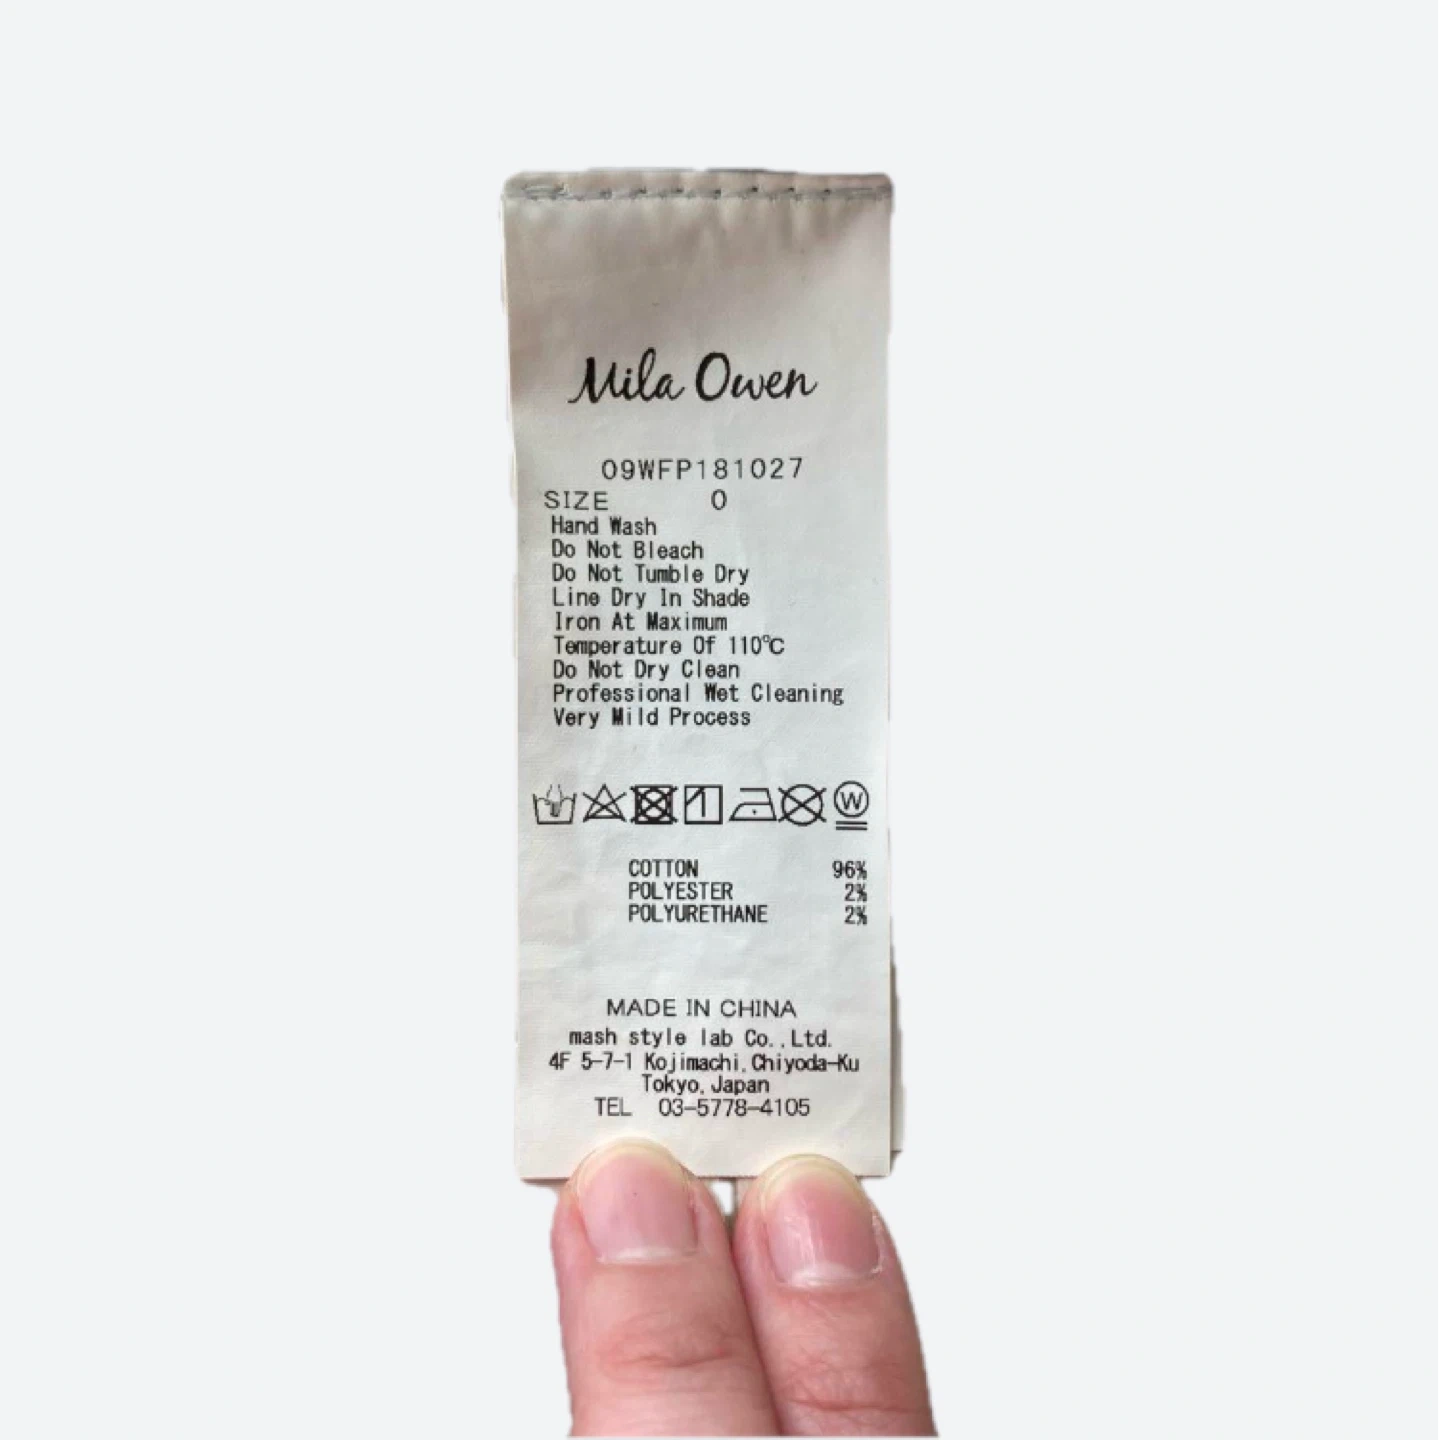 Mila Owen
09WFP181027
SIZE 0
Hand Wash
Do Not Bleach
Do Not Tumble Dry
Line Dry In Shade
Iron At Maximum
Temperature Of 110℃
Do Not Dry Clean
Professional Wet Cleaning
Very Mild Process
W
COTTON 96%
POLYESTER 2%
POLYURETHANE 2%
MADE IN CHINA
mash style lab Co.,Ltd.
4F 5-7-1 Kojimachi,Chiyoda-Ku
Tokyo,Japan
TEL 03-5778-4105